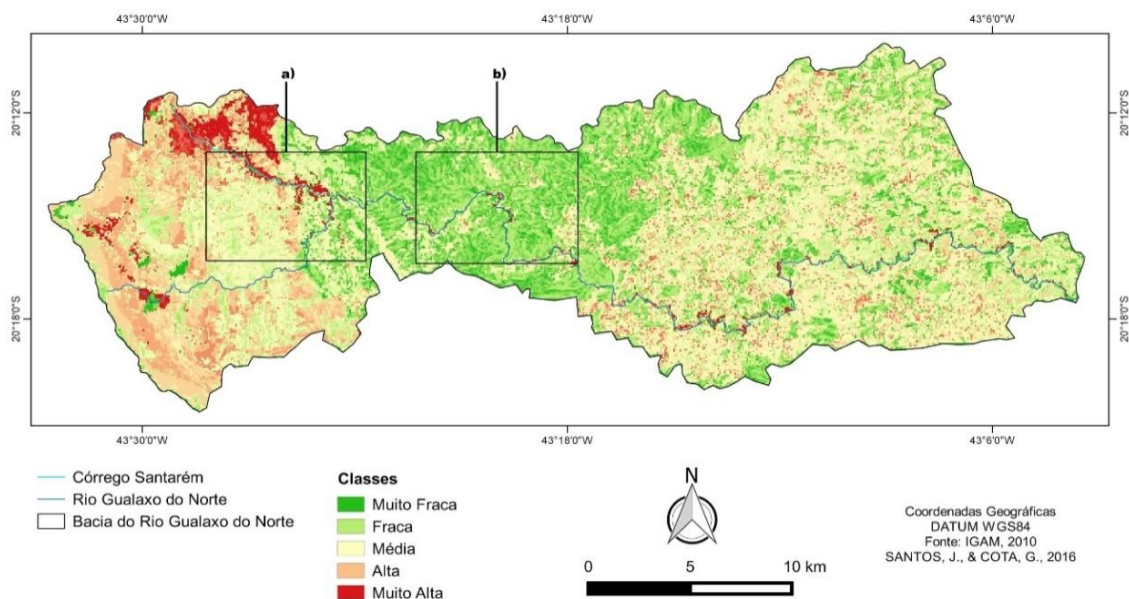 43°30'0"W 43°18'0"W 43°6'0"W
a) b)
20°12'0"S 20°12'0"S
20°18'0"S 20°18'0"S
43°30'0"W 43°18'0"W 43°6'0"W
Córrego Santarém
Rio Gualaxo do Norte
Bacia do Rio Gualaxo do Norte
Classes
Muito Fraca
Fraca
Média
Alta
Muito Alta
N
0 5 10 km
Coordenadas Geográficas
DATUM WGS84
Fonte: IGAM, 2010
SANTOS, J., & COTA, G., 2016